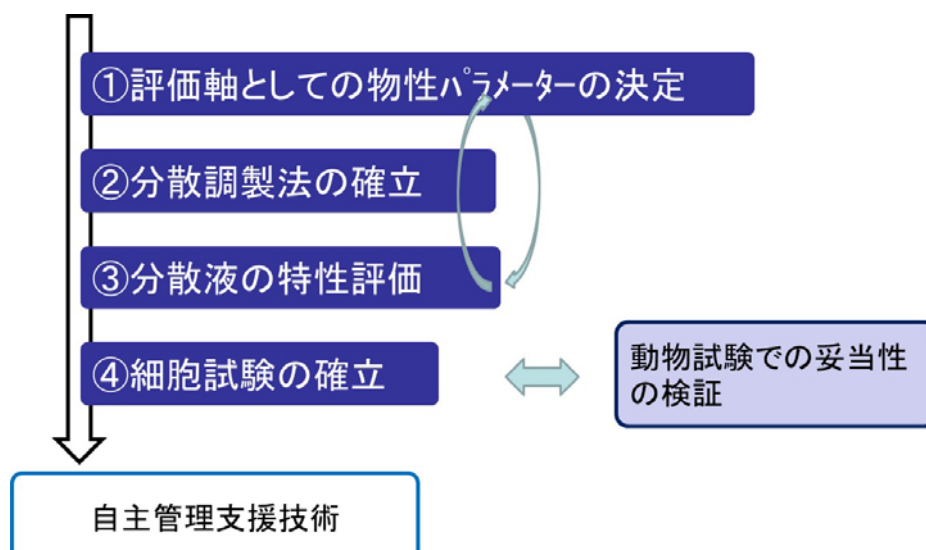 ①評価軸としての物性パラメーターの決定
②分散調製法の確立
③分散液の特性評価
④細胞試験の確立
動物試験での妥当性
の検証
自主管理支援技術